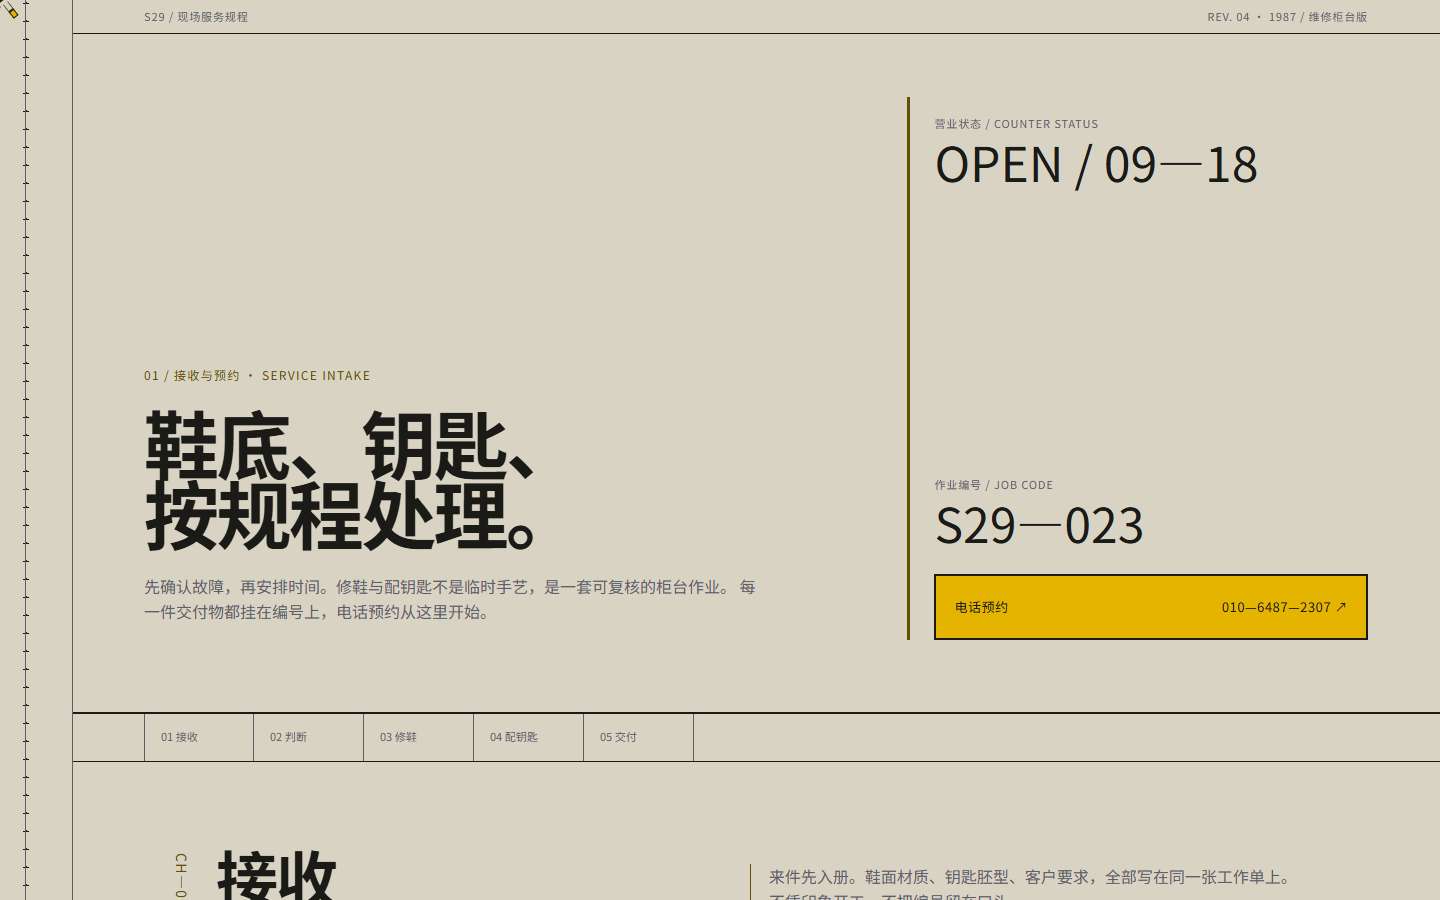 S29 / 现场服务规程
REV. 04 · 1987 / 维修柜台版
营业状态 / COUNTER STATUS
OPEN / 09—18
01 / 接收与预约 · SERVICE INTAKE
鞋底、钥匙、
按规程处理。
先确认故障，再安排时间。修鞋与配钥匙不是临时手艺，是一套可复核的柜台作业。 每
一件交付物都挂在编号上，电话预约从这里开始。
作业编号 / JOB CODE
S29—023
电话预约 010—6487—2307 ↗
01 接收
02 判断
03 修鞋
04 配钥匙
05 交付
CH—0
接收
来件先入册。鞋面材质、钥匙胚型、客户要求，全部写在同一张工作单上。